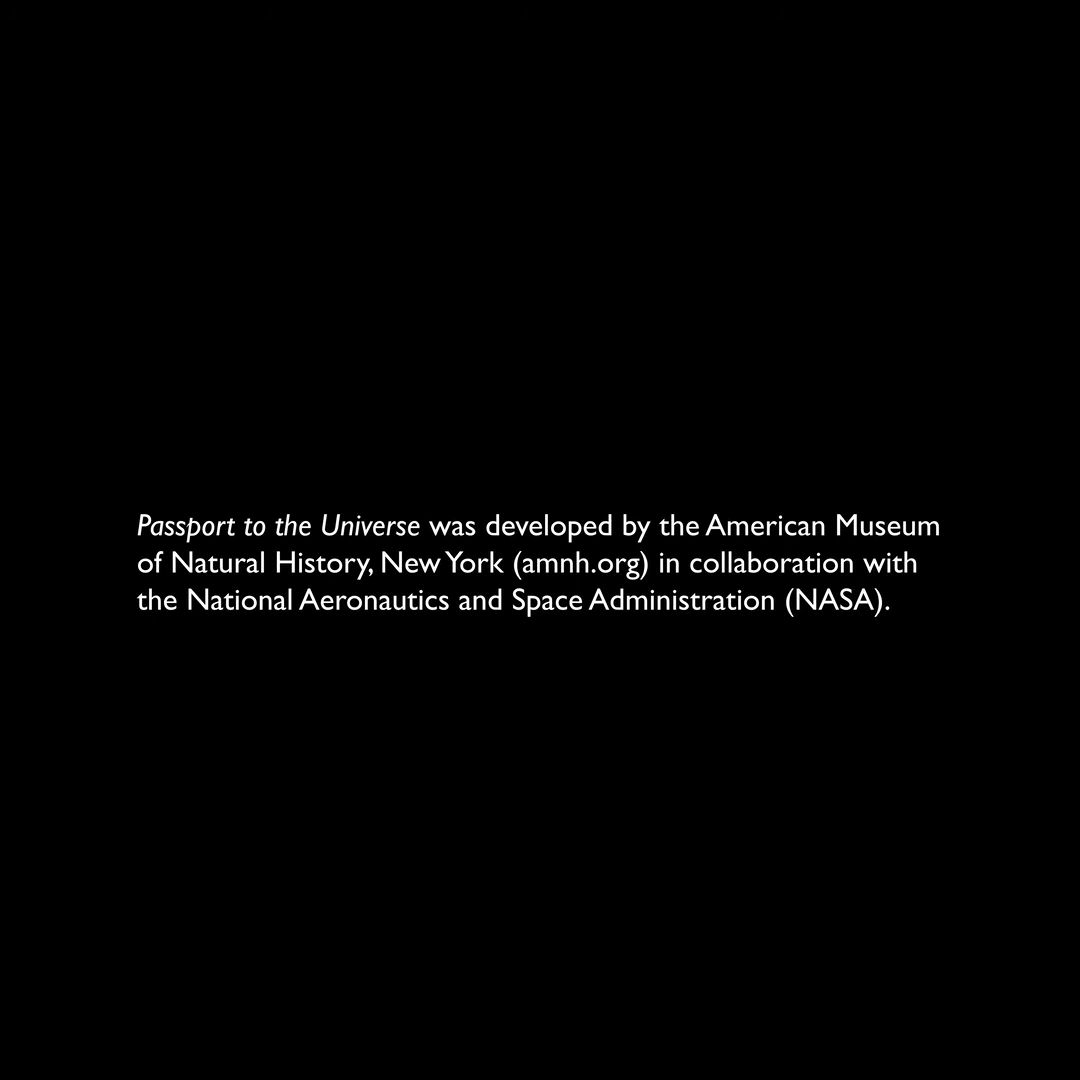 Passport to the Universe was developed by the American Museum
of Natural History, New York (amnh.org) in collaboration with
the National Aeronautics and Space Administration (NASA).